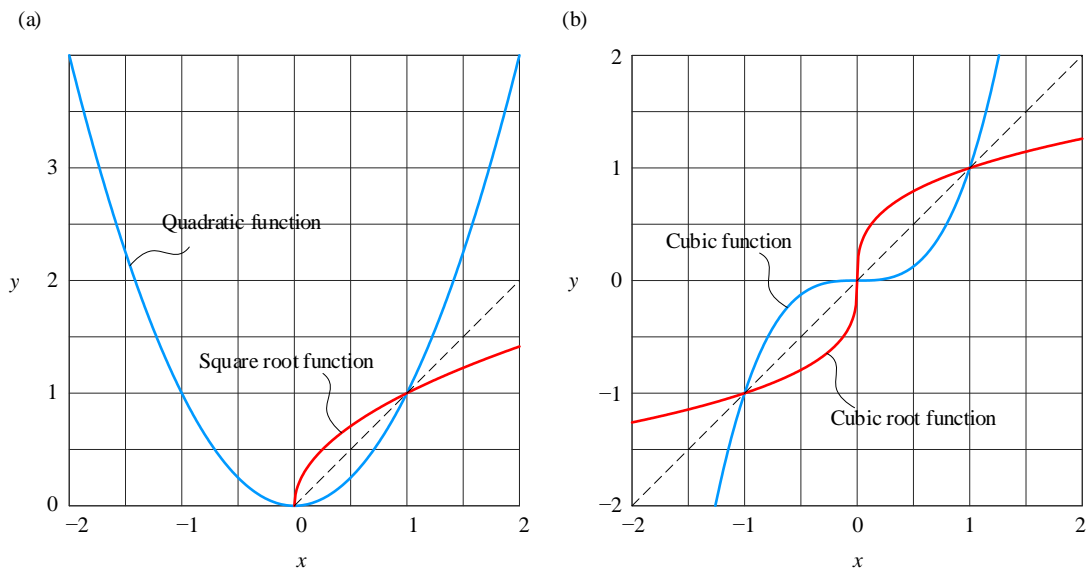 (a)
3
Quadratic function
y
2
Square root function
1
0
−2
−1
0
1
2
x
(b)
2
1
Cubic function
y
0
−1
Cubic root function
−2
−2
−1
0
1
2
x